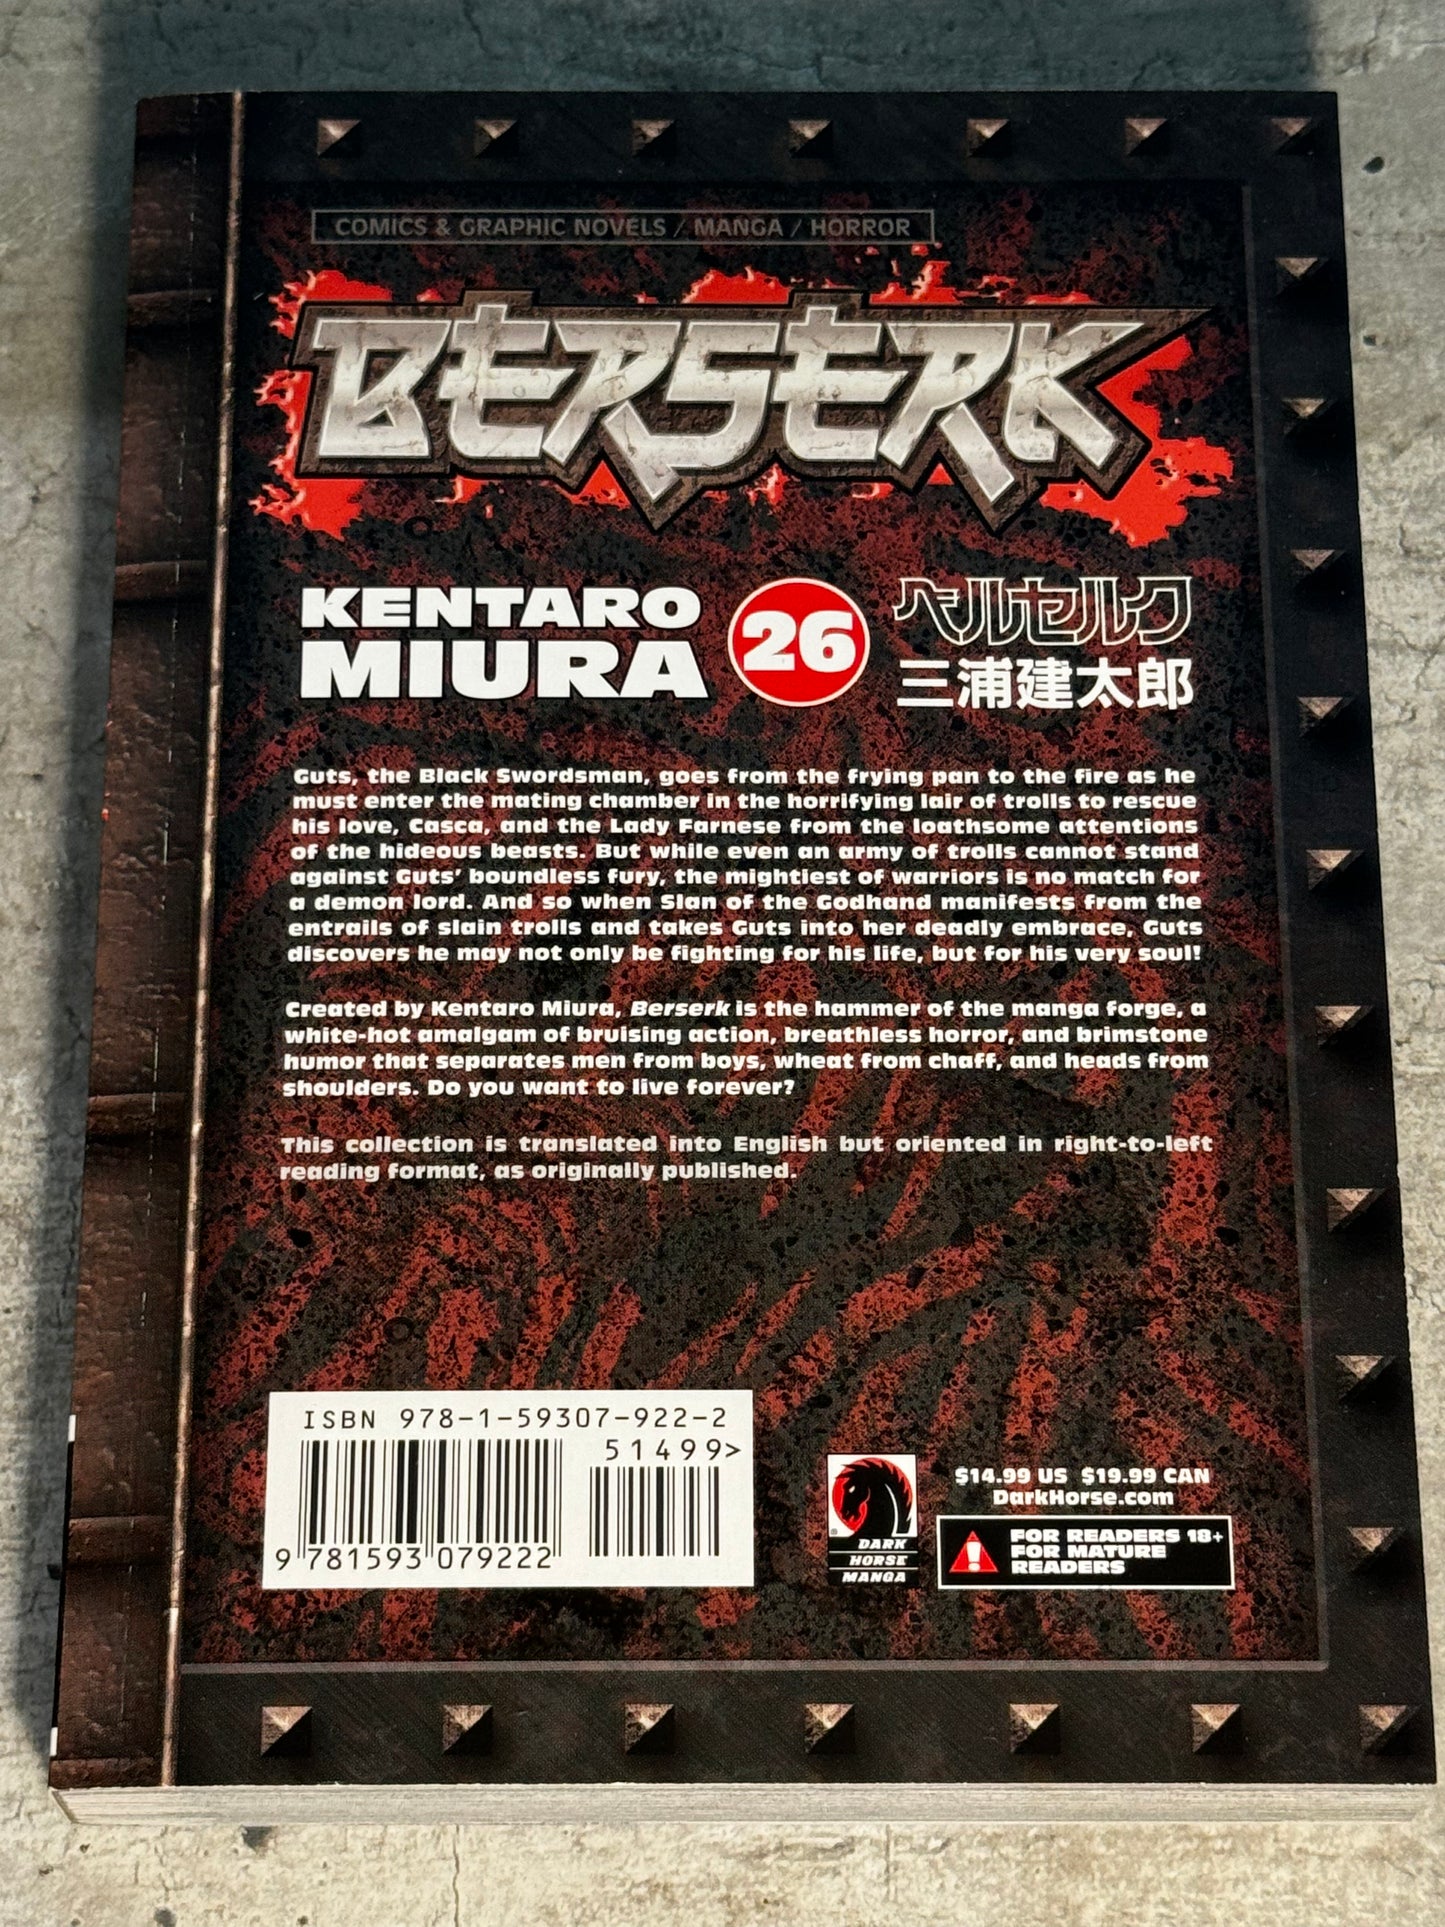 COMICS & GRAPHIC NOVELS / MANGA / HORROR
BERSERK
KENTARO
MIURA
26
ベルセルク
三浦建太郎
Guts, the Black Swordsman, goes from the frying pan to the fire as he
must enter the mating chamber in the horrifying lair of trolls to rescue
his love, Casca, and the Lady Farnese from the loathsome attentions
of the hideous beasts. But while even an army of trolls cannot stand
against Guts' boundless fury, the mightiest of warriors is no match for
a demon lord. And so when Slan of the Godhand manifests from the
entrails of slain trolls and takes Guts into her deadly embrace, Guts
discovers he may not only be fighting for his life, but for his very soul!
Created by Kentaro Miura, Berserk is the hammer of the manga forge, a
white-hot amalgam of bruising action, breathless horror, and brimstone
humor that separates men from boys, wheat from chaff, and heads from
shoulders. Do you want to live forever?
This collection is translated into English but oriented in right-to-left
reading format, as originally published.
ISBN 978-1-59307-922-2
51499>
9 781593 079222
DARK
HORSE
MANGA
®
$14.99 US $19.99 CAN
DarkHorse.com
!
FOR READERS 18+
FOR MATURE
READERS